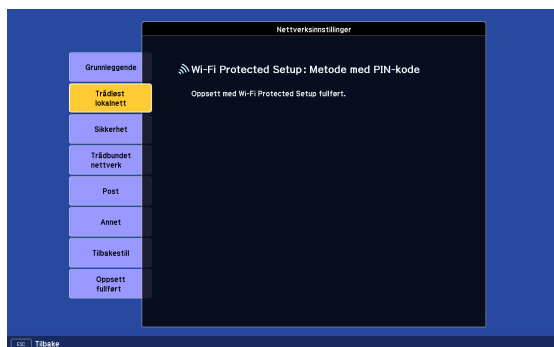 Nettverksinnstillinger
Grunnleggende
Trådløst
lokalnett
Sikkerhet
Trådbundet
nettverk
Post
Annet
Tilbakestill
Oppsett
fullført
Wi-Fi Protected Setup: Metode med PIN-kode
Oppsett med Wi-Fi Protected Setup fullført.
ESC Tilbake